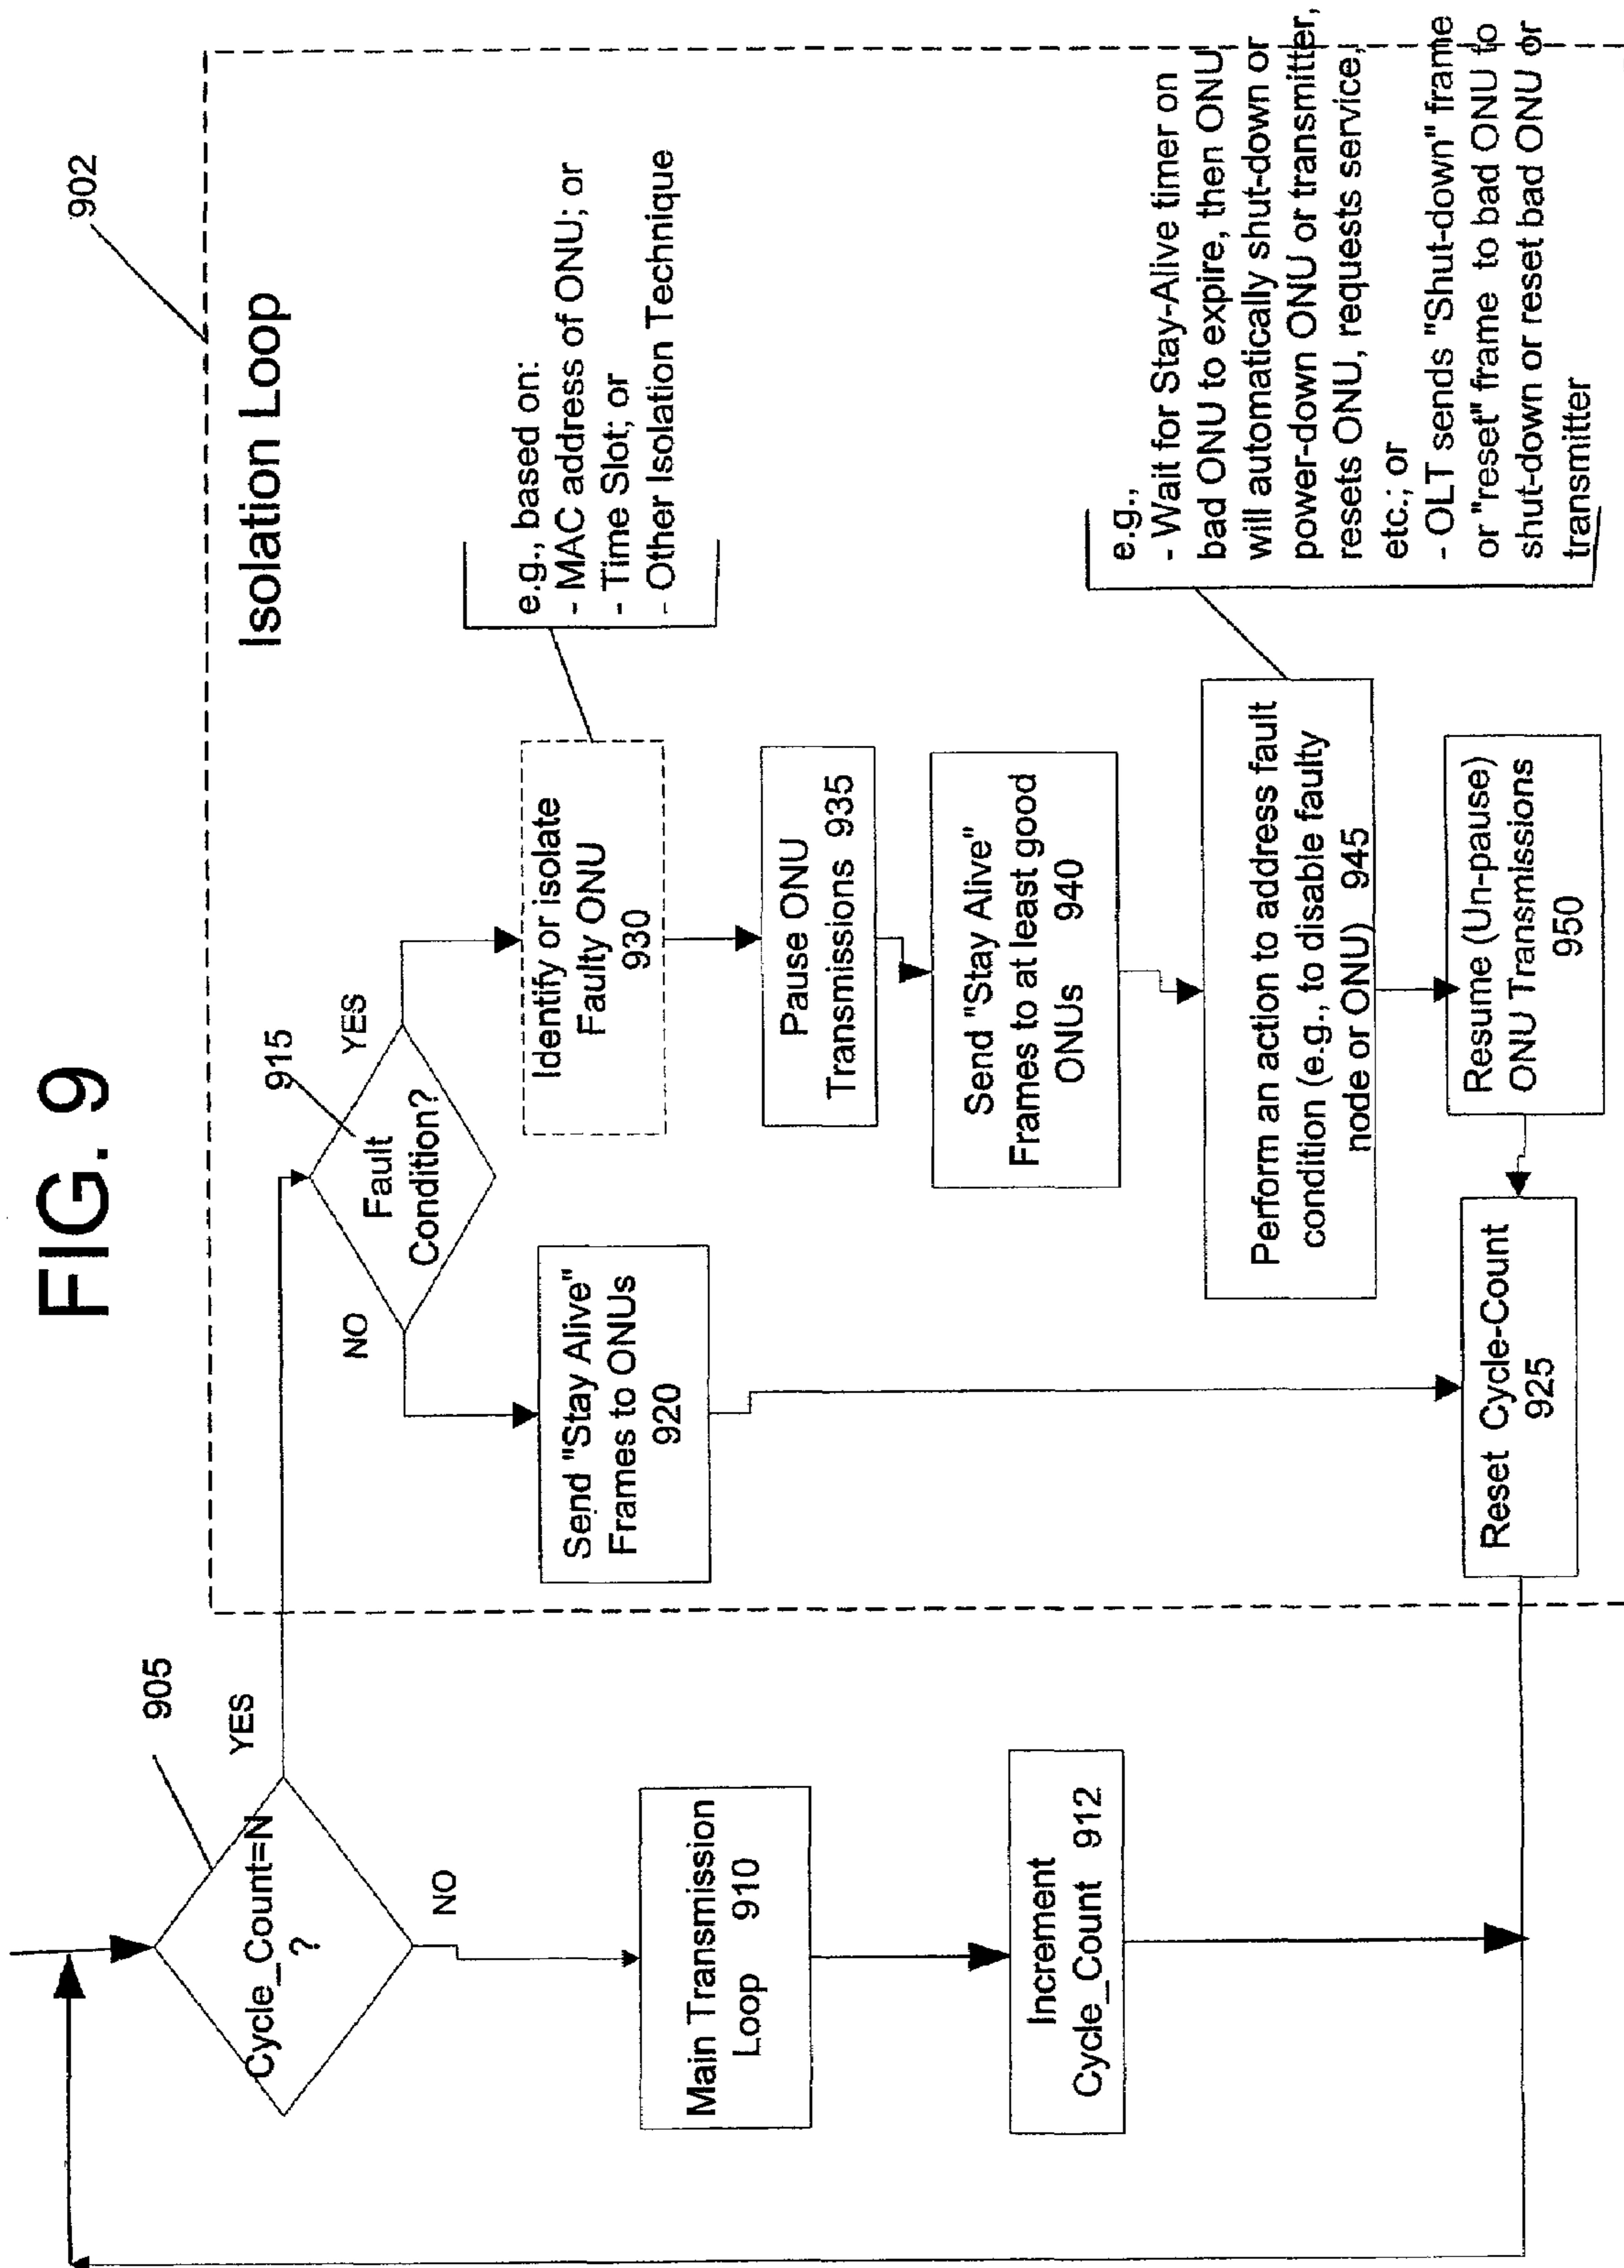 FIG. 9
902
905
Cycle_Count=N
?
YES
NO
Main Transmission
Loop 910
Increment
Cycle_Count 912
Isolation Loop
915
Fault
Condition?
NO
YES
Send "Stay Alive"
Frames to ONUs
920
Identify or isolate
Faulty ONU
930
e.g., based on:
- MAC address of ONU; or
- Time Slot; or
- Other Isolation Technique
Pause ONU
Transmissions 935
Send "Stay Alive"
Frames to at least good
ONUs 940
Perform an action to address fault
condition (e.g., to disable faulty
node or ONU) 945
e.g.,
- Wait for Stay-Alive timer on
bad ONU to expire, then ONU
will automatically shut-down or
power-down ONU or transmitter,
resets ONU, requests service,
etc.; or
- OLT sends "Shut-down" frame
or "reset" frame to bad ONU to
shut-down or reset bad ONU or
transmitter
Resume (Un-pause)
ONU Transmissions
950
Reset Cycle-Count
925